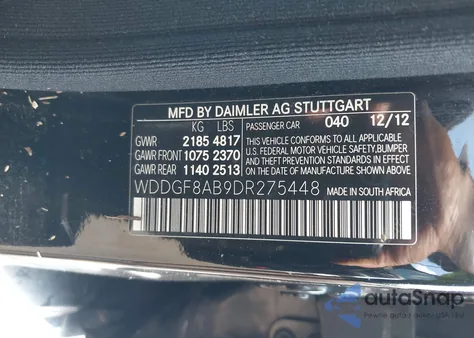 MFD BY DAIMLER AG STUTTGART
KG LBS PASSENGER CAR 040 12/12
GVWR 2185 4817 THIS VEHICLE CONFORMS TO ALL APPLICABLE
GAWR FRONT 1075 2370 U.S. FEDERAL MOTOR VEHICLE SAFETY,BUMPER
GAWR REAR 1140 2513 AND THEFT PREVENTION STANDARDS IN EFFECT
ON THE DATE OF MANUFACTURE SHOWN ABOVE.
WDDGF8AB9DR275448
MADE IN SOUTH AFRICA
autoSnap